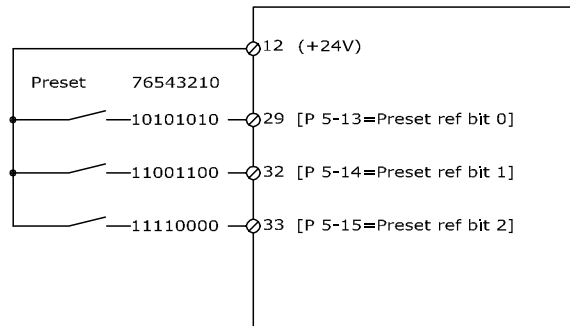 12 (+24V)
Preset 76543210
10101010 29 [P 5-13=Preset ref bit 0]
11001100 32 [P 5-14=Preset ref bit 1]
11110000 33 [P 5-15=Preset ref bit 2]